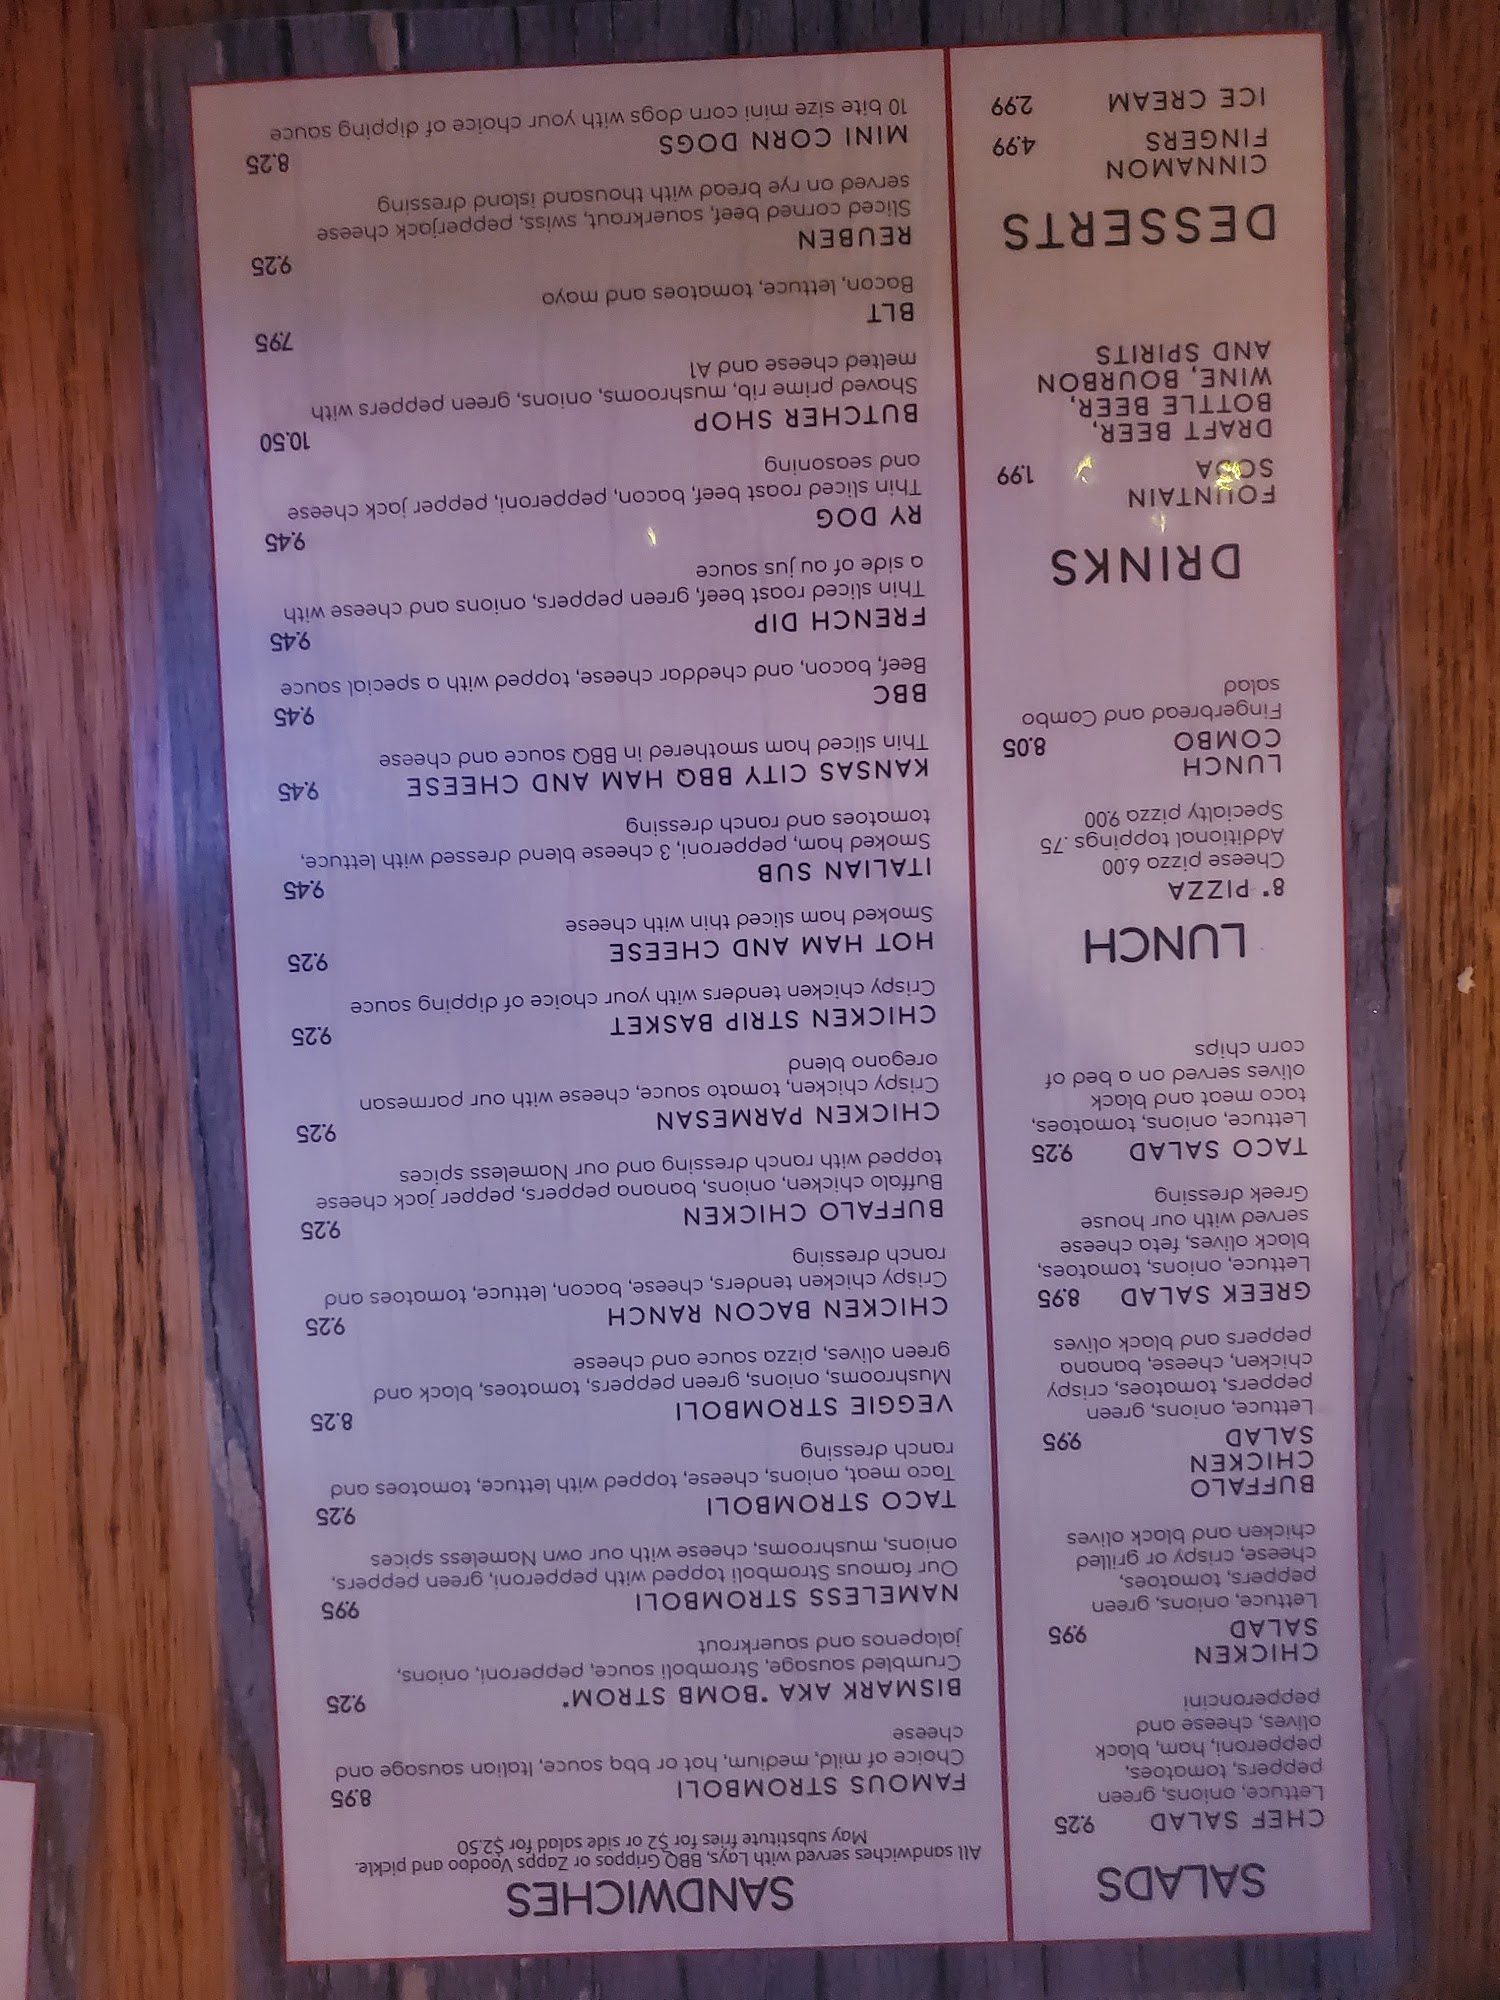 SALADS
CHEF SALAD 9.25
Lettuce, onions, green
peppers, tomatoes,
pepperoni, ham, black
olives, cheese and
pepperoncini
CHICKEN
SALAD 9.95
Lettuce, onions, green
peppers, tomatoes,
cheese, crispy or grilled
chicken and black olives
BUFFALO
CHICKEN
SALAD 9.95
Lettuce, onions, green
peppers, tomatoes, crispy
chicken, cheese, banana
peppers and black olives
GREEK SALAD 8.95
Lettuce, onions, tomatoes,
black olives, feta cheese
served with our house
Greek dressing
TACO SALAD 9.25
Lettuce, onions, tomatoes,
taco meat and black
olives served on a bed of
corn chips
LUNCH
8" PIZZA
Cheese pizza 6.00
Additional toppings .75
Specialty pizza 9.00
LUNCH
COMBO 8.05
Fingerbread and Combo
salad
DRINKS
FOUNTAIN
SODA 1.99
DRAFT BEER,
BOTTLE BEER,
WINE, BOURBON
AND SPIRITS
DESSERTS
CINNAMON
FINGERS 4.99
ICE CREAM 2.99
SANDWICHES
All sandwiches served with Lays, BBQ Grippos or Zapps Voodoo and pickle.
May substitute fries for $2 or side salad for $2.50
FAMOUS STROMBOLI 8.95
Choice of mild, medium, hot or bbq sauce, Italian sausage and
cheese
BISMARK AKA "BOMB STROM" 9.25
Crumbled sausage, Stromboli sauce, pepperoni, onions,
jalapenos and sauerkraut
NAMELESS STROMBOLI 9.95
Our famous Stromboli topped with pepperoni, green peppers,
onions, mushrooms, cheese with our own Nameless spices
TACO STROMBOLI 9.25
Taco meat, onions, cheese, topped with lettuce, tomatoes and
ranch dressing
VEGGIE STROMBOLI 8.25
Mushrooms, onions, green peppers, tomatoes, black and
green olives, pizza sauce and cheese
CHICKEN BACON RANCH 9.25
Crispy chicken tenders, cheese, bacon, lettuce, tomatoes and
ranch dressing
BUFFALO CHICKEN 9.25
Buffalo chicken, onions, banana peppers, pepper jack cheese
topped with ranch dressing and our Nameless spices
CHICKEN PARMESAN 9.25
Crispy chicken, tomato sauce, cheese with our parmesan
oregano blend
CHICKEN STRIP BASKET 9.25
Crispy chicken tenders with your choice of dipping sauce
HOT HAM AND CHEESE 9.25
Smoked ham sliced thin with cheese
ITALIAN SUB 9.45
Smoked ham, pepperoni, 3 cheese blend dressed with lettuce,
tomatoes and ranch dressing
KANSAS CITY BBQ HAM AND CHEESE 9.45
Thin sliced ham smothered in BBQ sauce and cheese
BBC 9.45
Beef, bacon, and cheddar cheese, topped with a special sauce
FRENCH DIP 9.45
Thin sliced roast beef, green peppers, onions and cheese with
a side of au jus sauce
RY DOG 9.45
Thin sliced roast beef, bacon, pepperoni, pepper jack cheese
and seasoning
BUTCHER SHOP 10.50
Shaved prime rib, mushrooms, onions, green peppers with
melted cheese and A1
BLT 7.95
Bacon, lettuce, tomatoes and mayo
REUBEN 9.25
Sliced corned beef, sauerkraut, swiss, pepperjack cheese
served on rye bread with thousand island dressing
MINI CORN DOGS 8.25
10 bite size mini corn dogs with your choice of dipping sauce